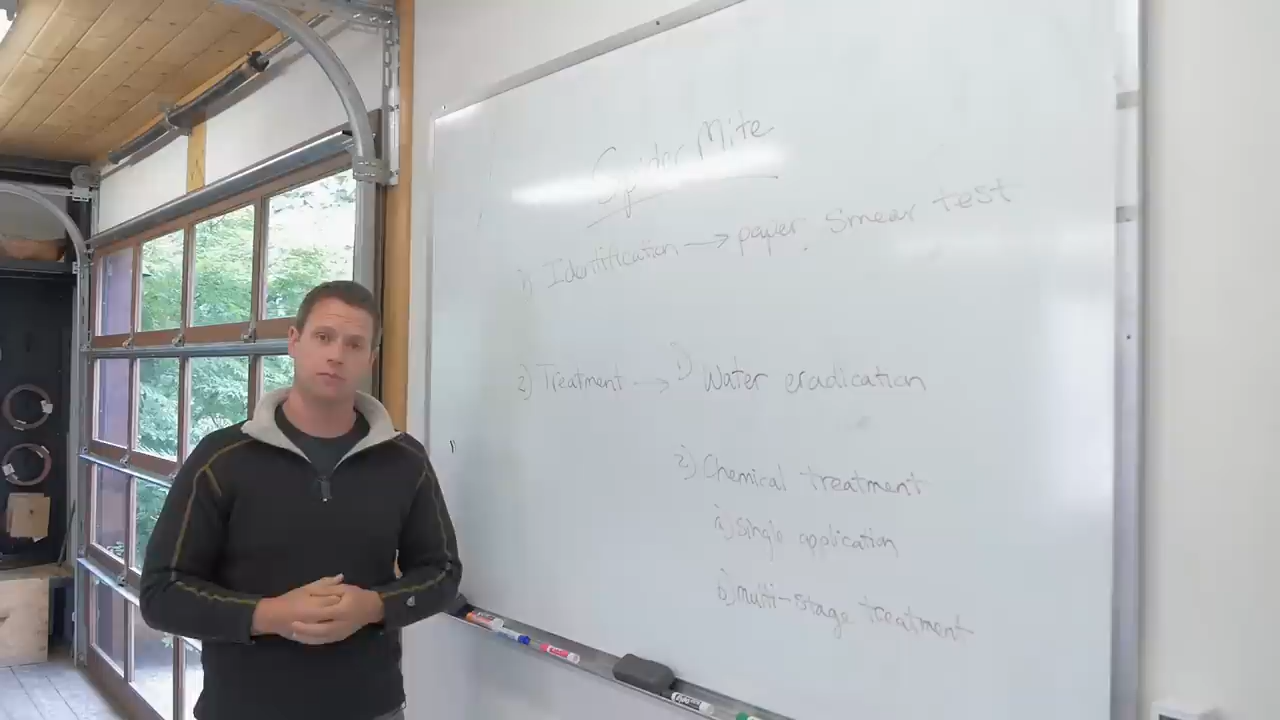 Spider Mite
1) Identification → paper smear test
2) Treatment → 1) Water eradication
2) Chemical treatment
a) single application
b) multi-stage treatment